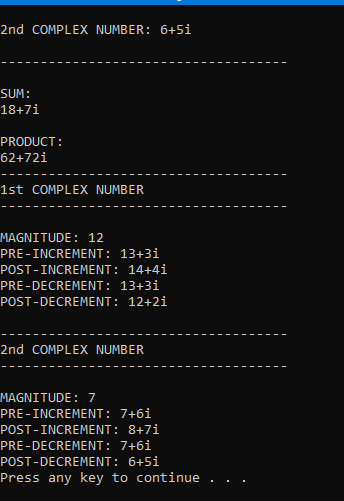 2nd COMPLEX NUMBER: 6+5i
------------------------------------
SUM:
18+7i
PRODUCT:
62+72i
------------------------------------
1st COMPLEX NUMBER
------------------------------------
MAGNITUDE: 12
PRE-INCREMENT: 13+3i
POST-INCREMENT: 14+4i
PRE-DECREMENT: 13+3i
POST-DECREMENT: 12+2i
------------------------------------
2nd COMPLEX NUMBER
------------------------------------
MAGNITUDE: 7
PRE-INCREMENT: 7+6i
POST-INCREMENT: 8+7i
PRE-DECREMENT: 7+6i
POST-DECREMENT: 6+5i
Press any key to continue . . .